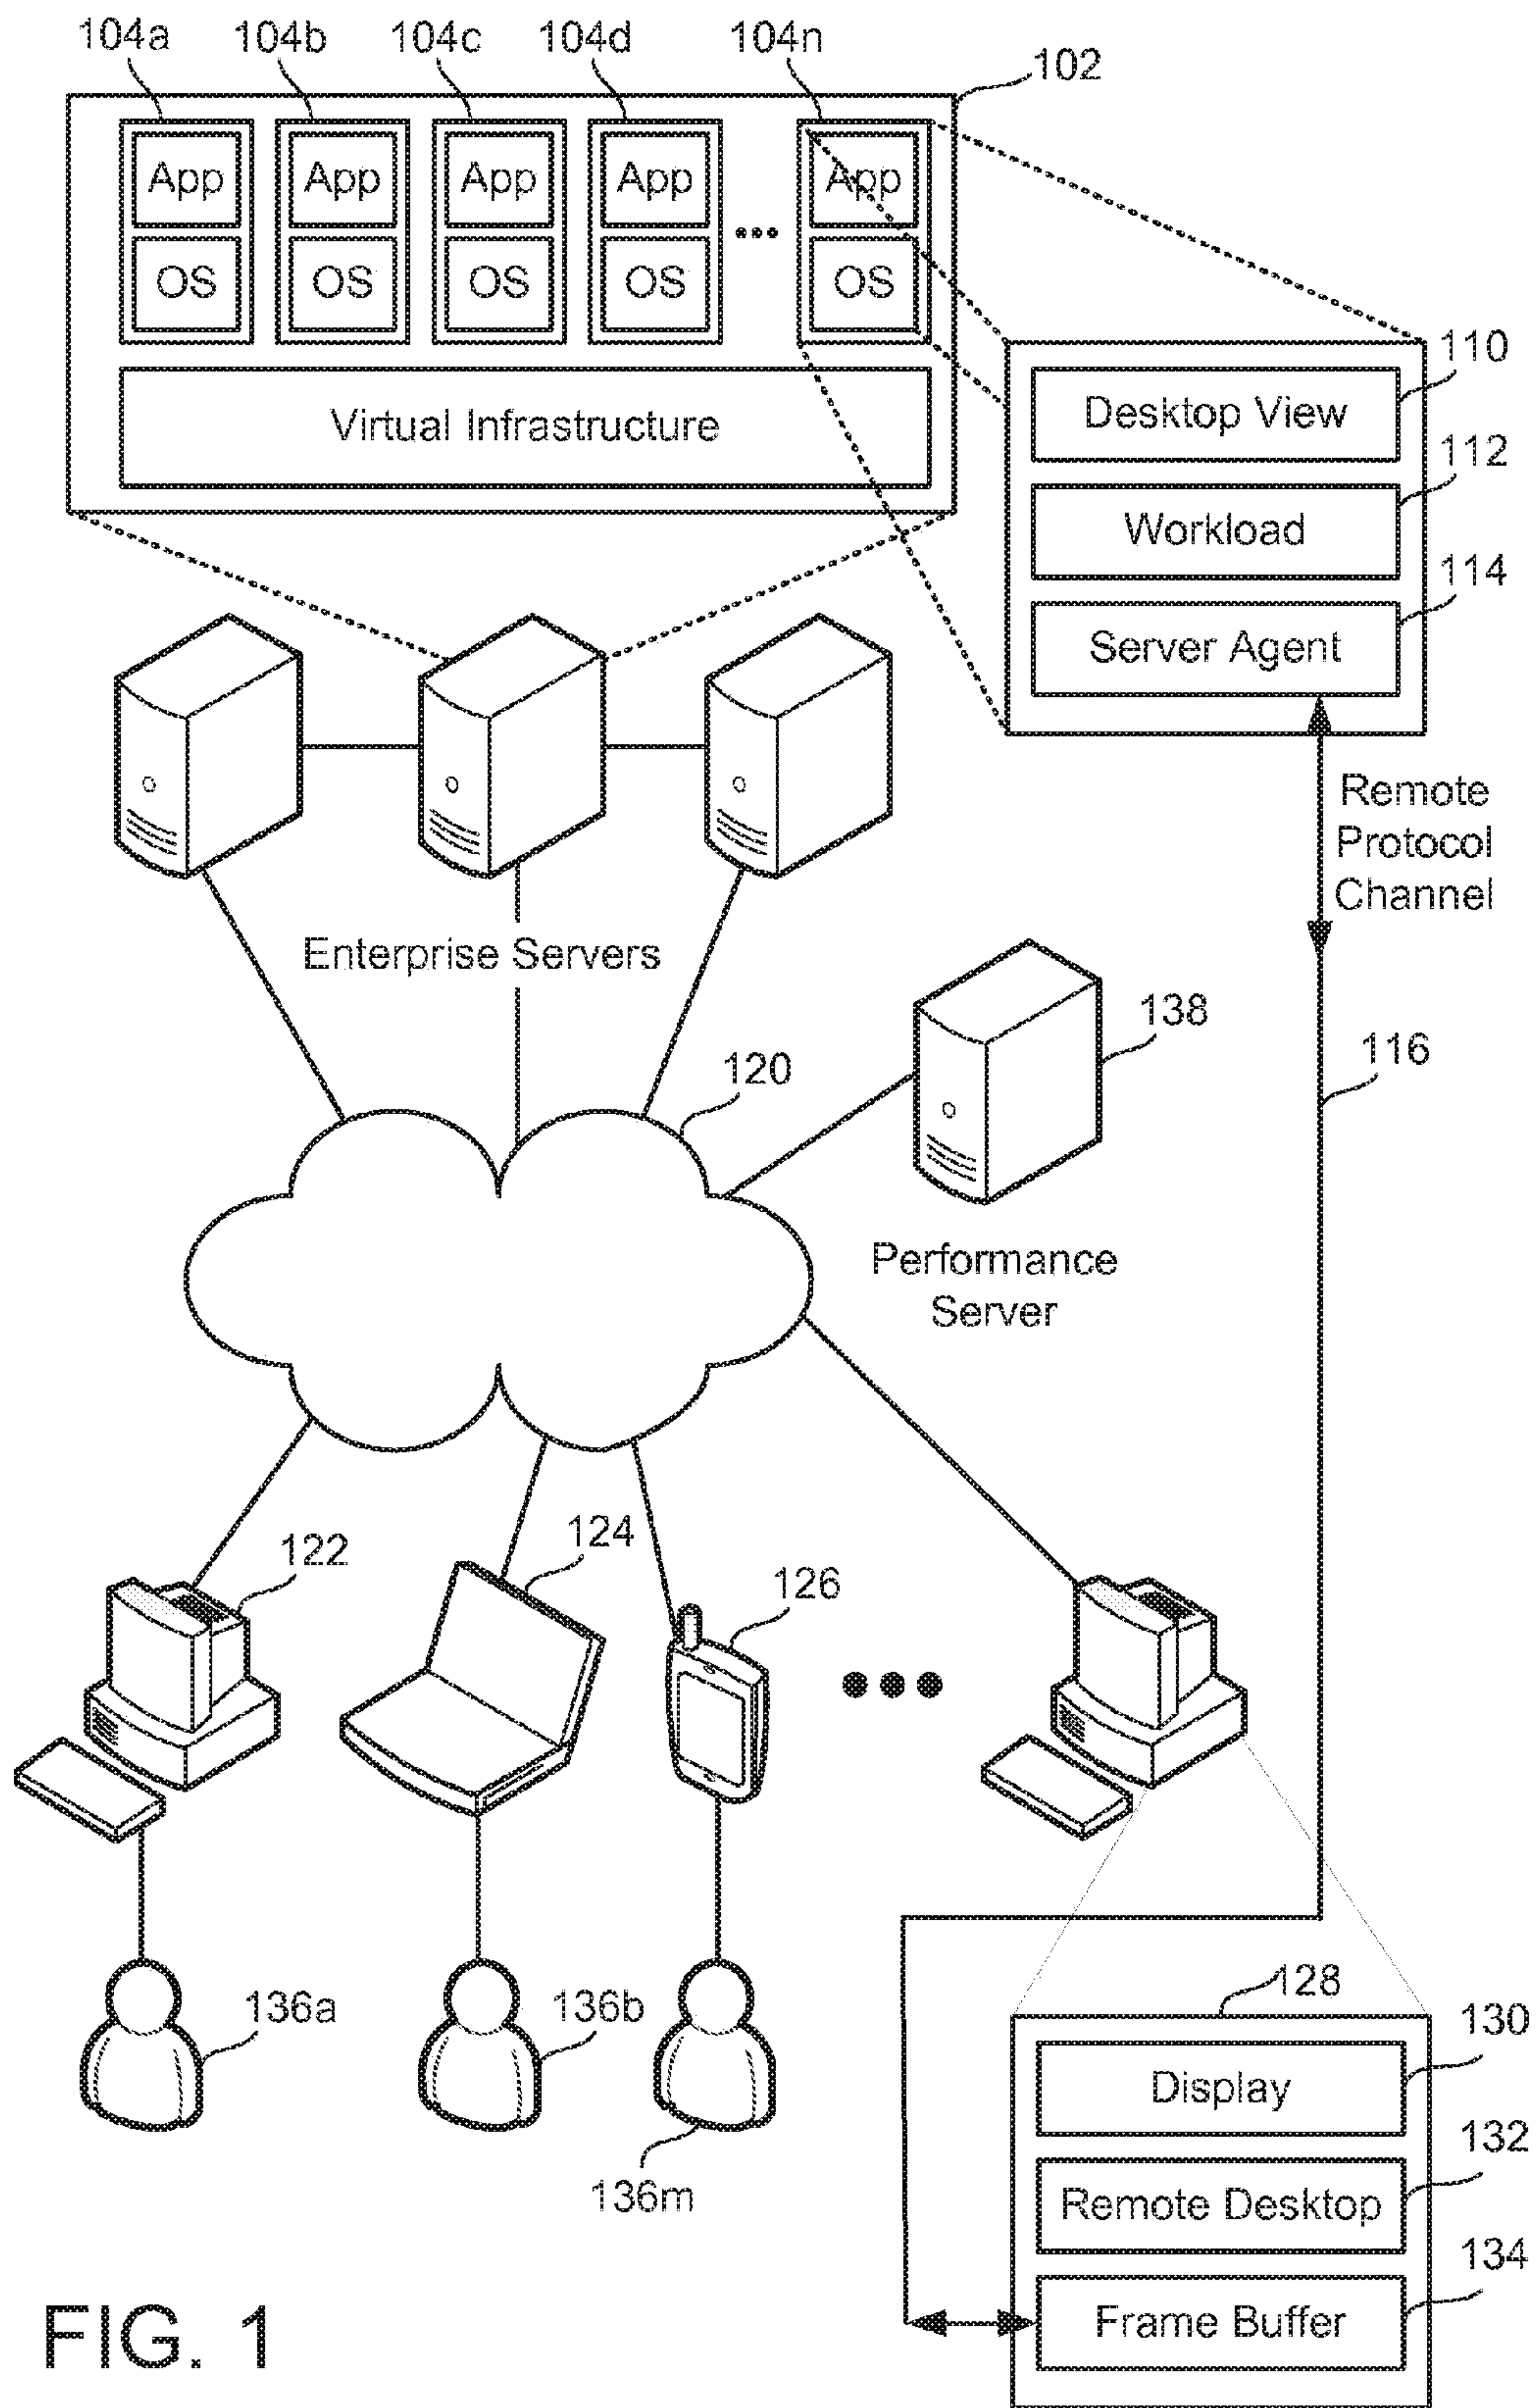 104a 104b 104c 104d 104n
102
App App App App App
OS OS OS OS OS
Virtual Infrastructure
110
Desktop View
112
Workload
114
Server Agent
Remote
Protocol
Channel
Enterprise Servers
138
116
120
Performance
Server
122
124
126
136a
136b
136m
128
130
Display
132
Remote Desktop
134
Frame Buffer
FIG. 1